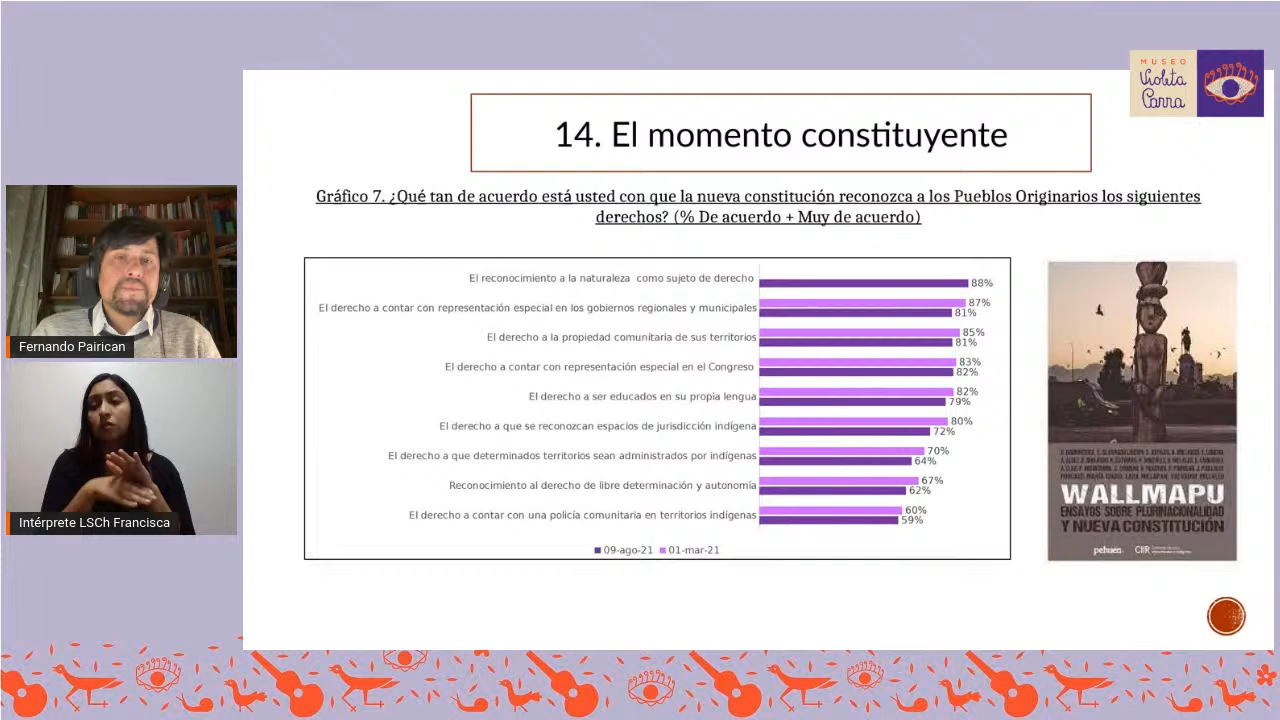 MUSEO
Violeta
Parra
14. El momento constituyente
Gráfico 7. ¿Qué tan de acuerdo está usted con que la nueva constitución reconozca a los Pueblos Originarios los siguientes
derechos? (% De acuerdo + Muy de acuerdo)
El reconocimiento a la naturaleza como sujeto de derecho
88%
El derecho a contar con representación especial en los gobiernos regionales y municipales
87%
81%
El derecho a la propiedad comunitaria de sus territorios
85%
81%
El derecho a contar con representación especial en el Congreso
83%
82%
El derecho a ser educados en su propia lengua
82%
79%
El derecho a que se reconozcan espacios de jurisdicción indígena
80%
72%
El derecho a que determinados territorios sean administrados por indígenas
70%
64%
Reconocimiento al derecho de libre determinación y autonomía
67%
62%
El derecho a contar con una policía comunitaria en territorios indígenas
60%
59%
09-ago-21 01-mar-21
WALLMAPU
ENSAYOS SOBRE PLURINACIONALIDAD
Y NUEVA CONSTITUCIÓN
pehuén CIIR
Fernando Pairican
Intérprete LSCh Francisca